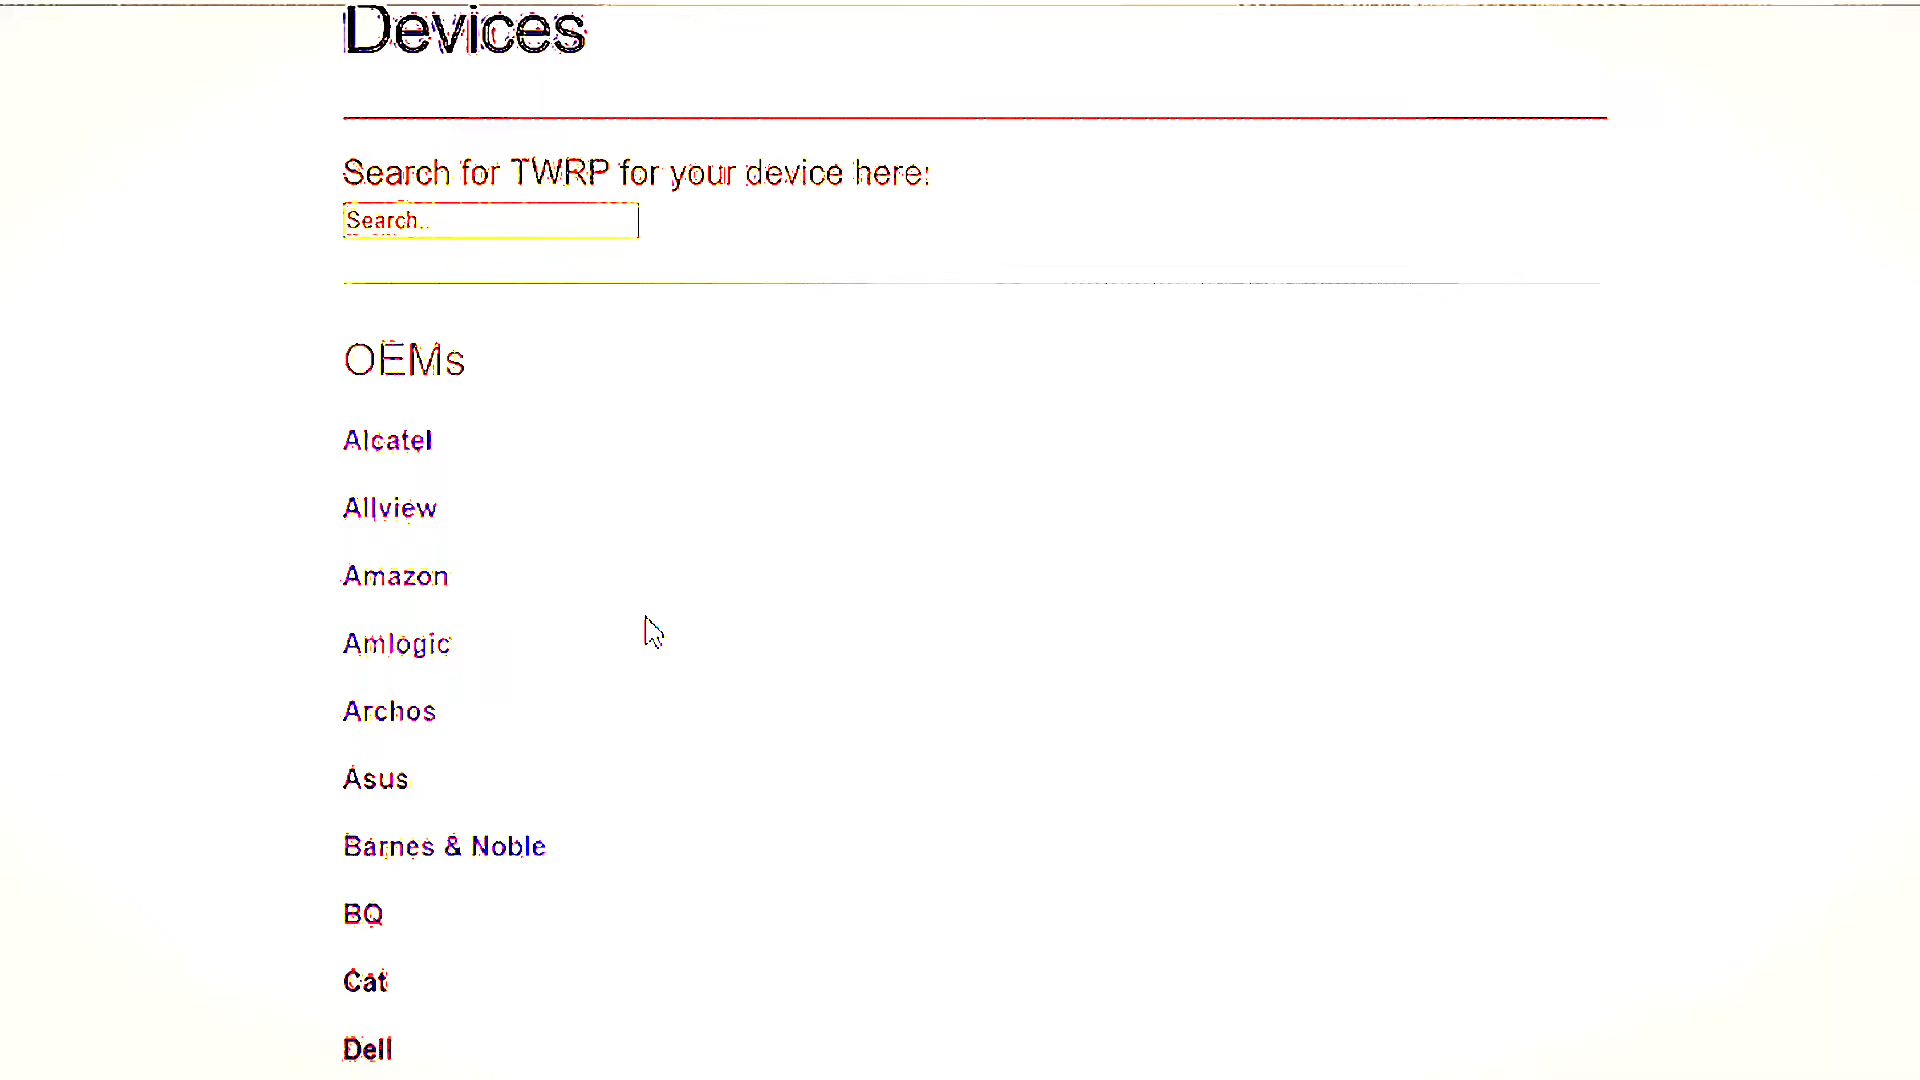 Devices
Search for TWRP for your device here:
Search..
OEMs
Alcatel
Allview
Amazon
Amlogic
Archos
Asus
Barnes & Noble
BQ
Cat
Dell